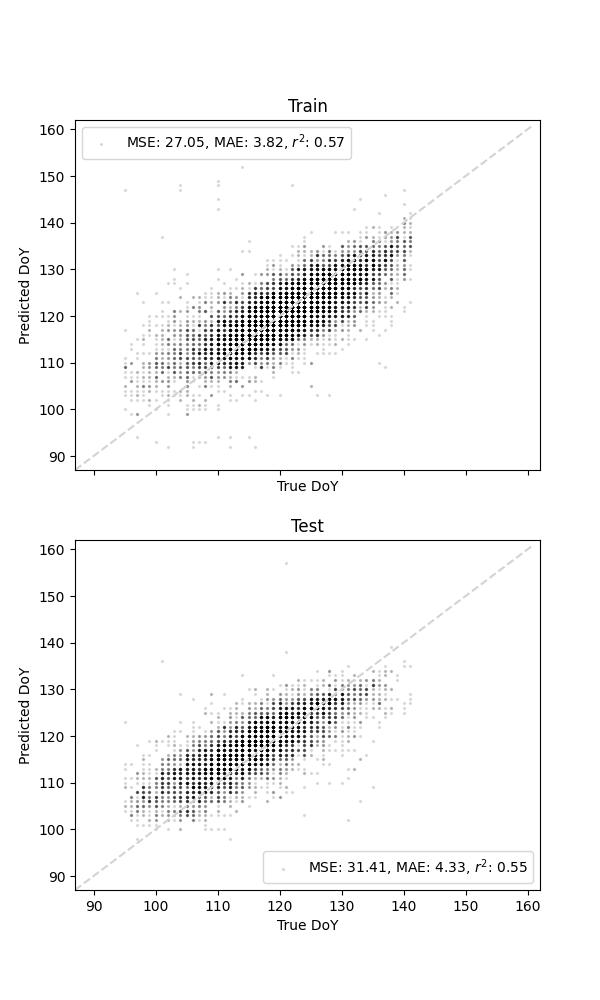 Train
MSE: 27.05, MAE: 3.82, r²: 0.57
160
150
140
130
120
110
100
90
Predicted DoY
True DoY
Test
160
150
140
130
120
110
100
90
Predicted DoY
MSE: 31.41, MAE: 4.33, r²: 0.55
90 100 110 120 130 140 150 160
True DoY